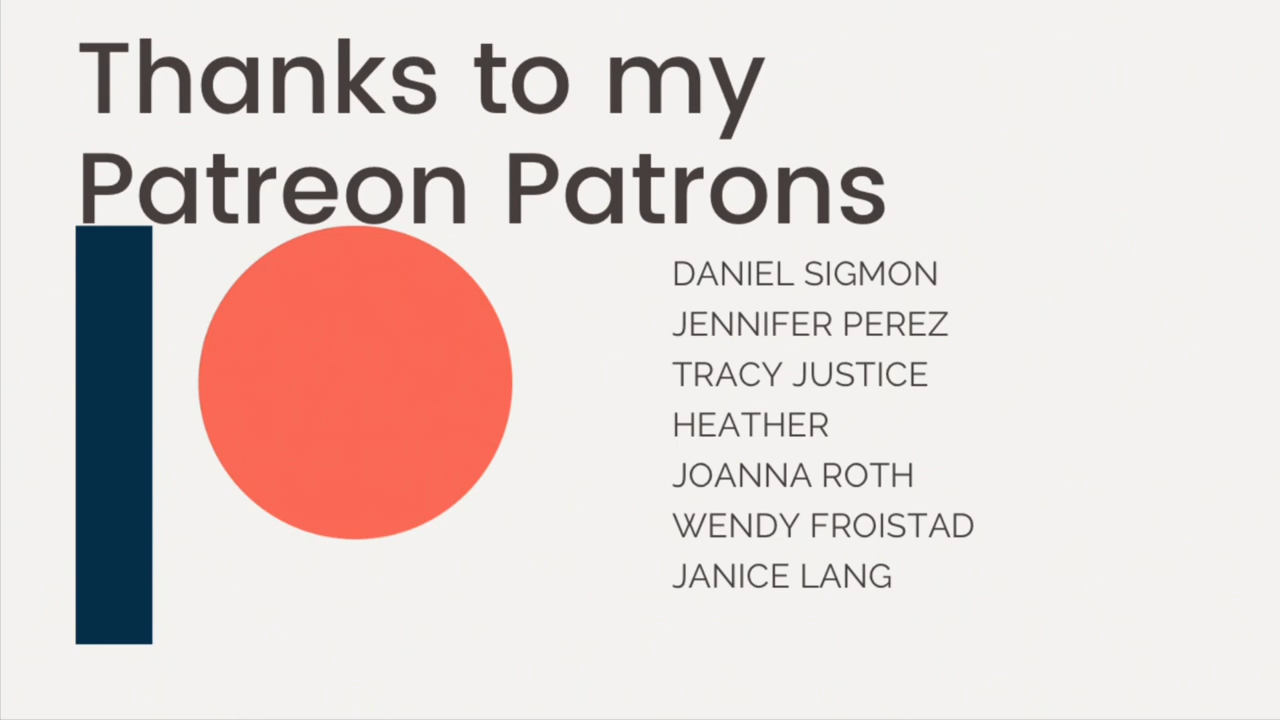 Thanks to my
Patreon Patrons
DANIEL SIGMON
JENNIFER PEREZ
TRACY JUSTICE
HEATHER
JOANNA ROTH
WENDY FROISTAD
JANICE LANG